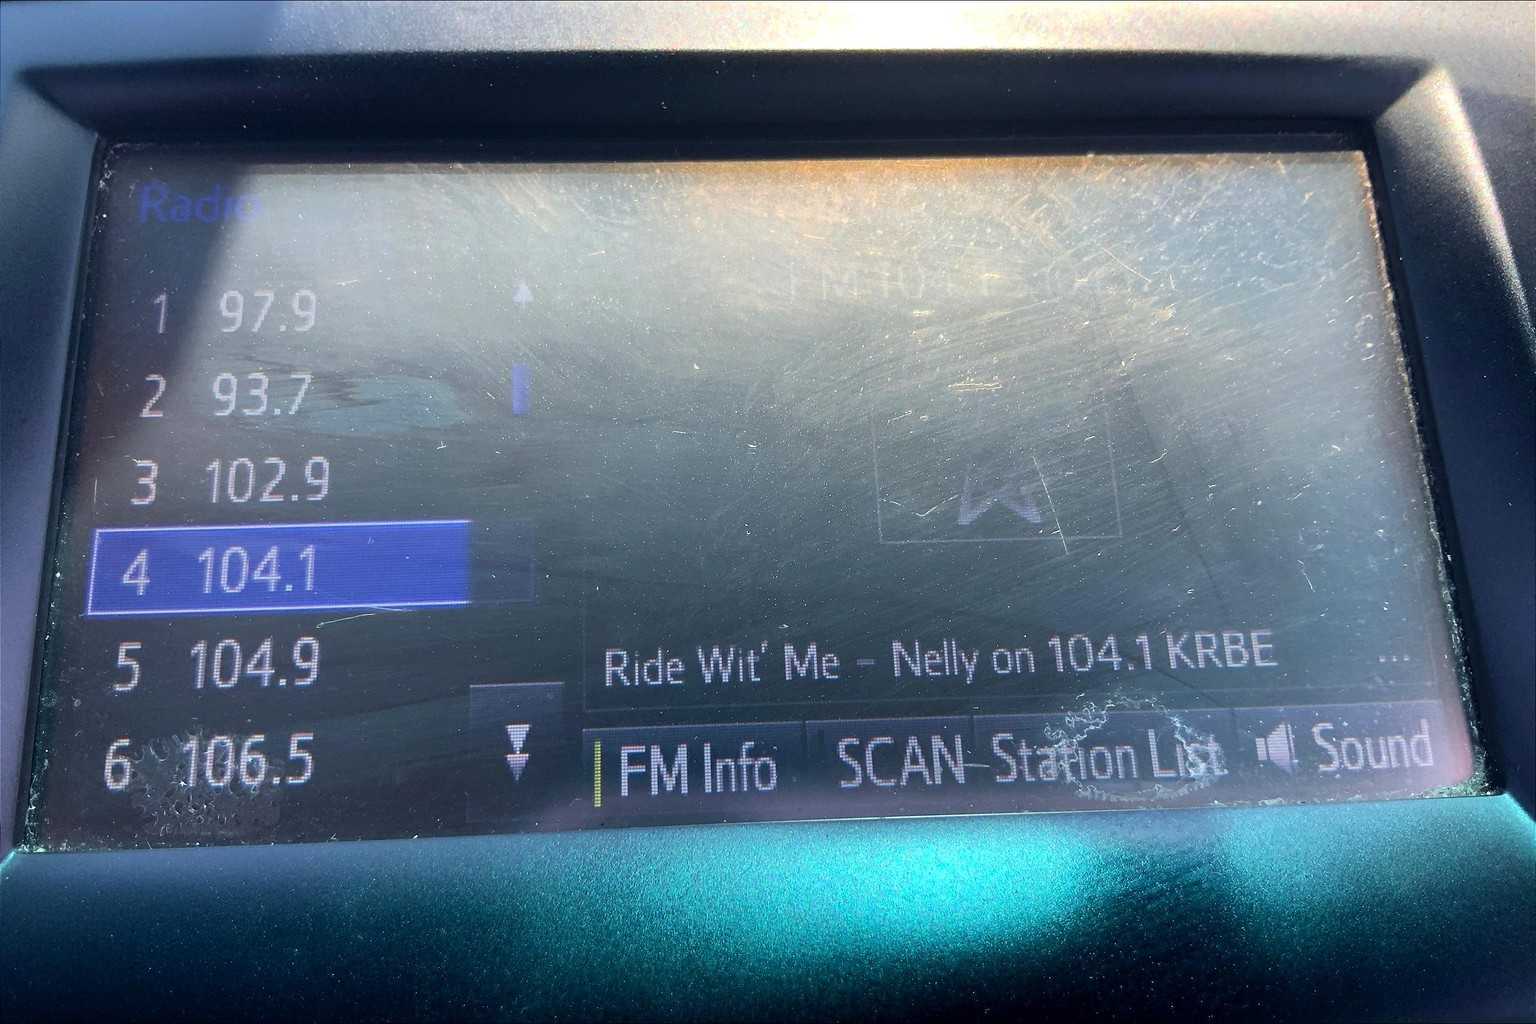 Radio
1 97.9
2 93.7
3 102.9
4 104.1
5 104.9
6 106.5
Ride Wit' Me - Nelly on 104.1 KRBE ...
FM Info SCAN Station List Sound